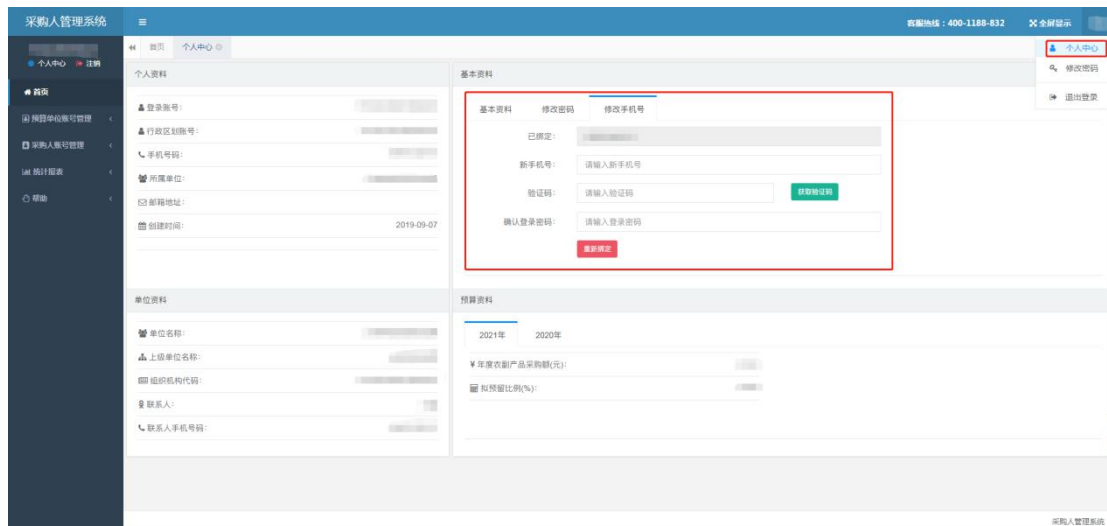 采购人管理系统
客服热线：400-1188-832
全屏显示
个人中心 注销
首页
个人中心
个人中心
修改密码
退出登录
首页
预算单位账号管理
采购人账号管理
统计报表
帮助
个人资料
登录账号：
行政区划账号：
手机号码：
所属单位：
邮箱地址：
创建时间： 2019-09-07
基本资料
基本资料 修改密码 修改手机号
已绑定：
新手机号： 请输入新手机号
验证码： 请输入验证码 获取验证码
确认登录密码： 请输入登录密码
重新绑定
单位资料
单位名称：
上级单位名称：
组织机构代码：
联系人：
联系人手机号码：
预算资料
2021年 2020年
¥ 年度农副产品采购额(元)：
拟预留比例(%)：
采购人管理系统